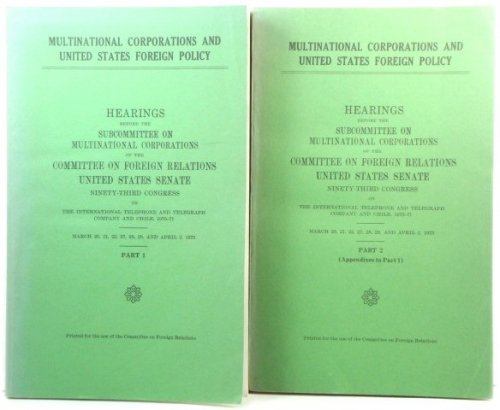 MULTINATIONAL CORPORATIONS AND
UNITED STATES FOREIGN POLICY
HEARINGS
BEFORE THE
SUBCOMMITTEE ON
MULTINATIONAL CORPORATIONS
OF THE
COMMITTEE ON FOREIGN RELATIONS
UNITED STATES SENATE
NINETY-THIRD CONGRESS
ON
THE INTERNATIONAL TELEPHONE AND TELEGRAPH
COMPANY AND CHILE, 1970-71
MARCH 20, 21, 22, 27, 28, 29, AND APRIL 2, 1973
PART 1
Printed for the use of the Committee on Foreign Relations
MULTINATIONAL CORPORATIONS AND
UNITED STATES FOREIGN POLICY
HEARINGS
BEFORE THE
SUBCOMMITTEE ON
MULTINATIONAL CORPORATIONS
OF THE
COMMITTEE ON FOREIGN RELATIONS
UNITED STATES SENATE
NINETY-THIRD CONGRESS
ON
THE INTERNATIONAL TELEPHONE AND TELEGRAPH
COMPANY AND CHILE, 1970-71
MARCH 20, 21, 22, 27, 28, 29, AND APRIL 2, 1973
PART 2
(Appendixes to Part 1)
Printed for the use of the Committee on Foreign Relations